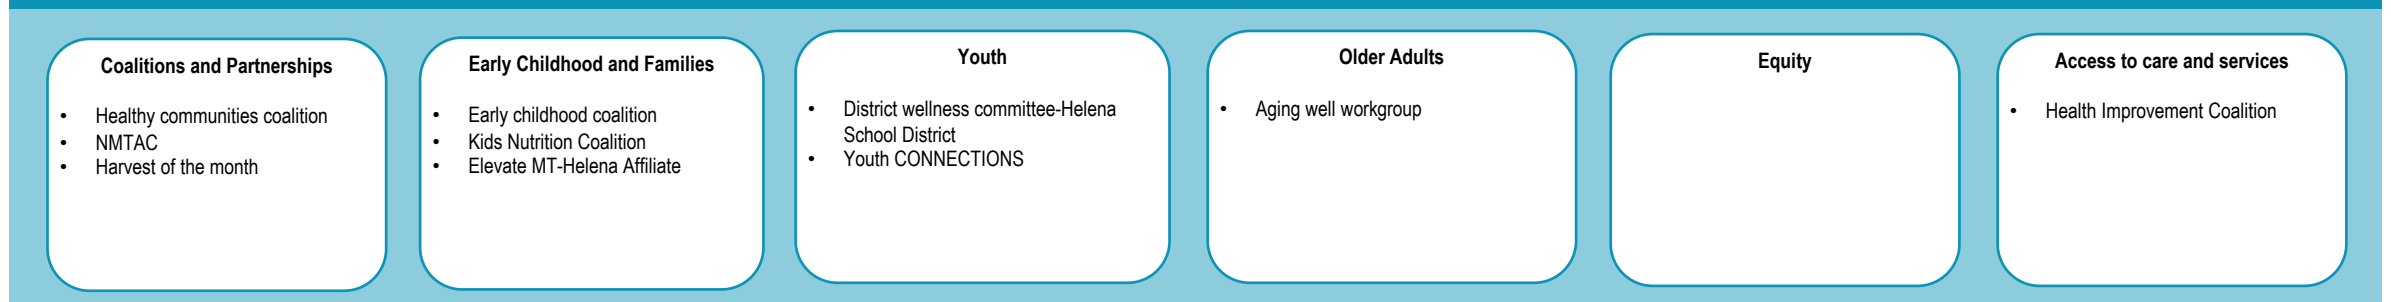 Coalitions and Partnerships
• Healthy communities coalition
• NMTAC
• Harvest of the month
Early Childhood and Families
• Early childhood coalition
• Kids Nutrition Coalition
• Elevate MT-Helena Affiliate
Youth
• District wellness committee-Helena
School District
• Youth CONNECTIONS
Older Adults
• Aging well workgroup
Equity
Access to care and services
• Health Improvement Coalition